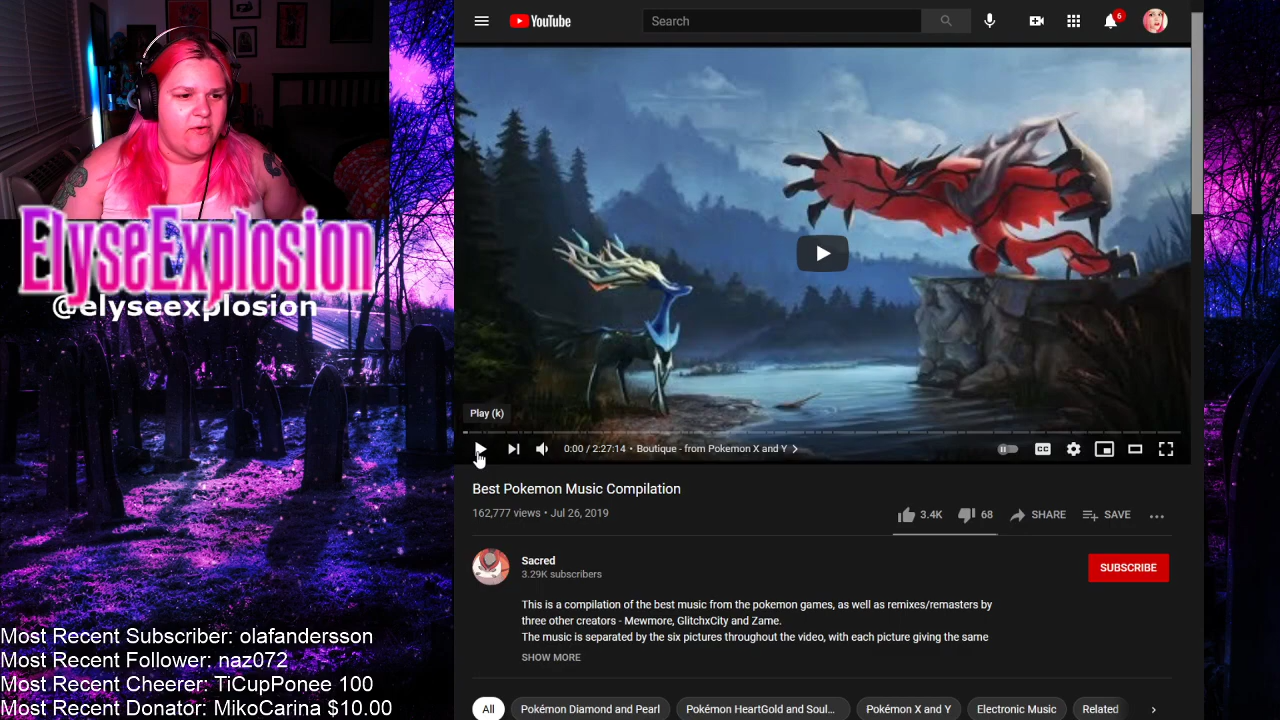 YouTube
Search
6
ElyseExplosion
@elyseexplosion
Play (k)
0:00 / 2:27:14 • Boutique - from Pokemon X and Y
CC
Best Pokemon Music Compilation
162,777 views • Jul 26, 2019
3.4K
68
SHARE
SAVE
Sacred
3.29K subscribers
SUBSCRIBE
This is a compilation of the best music from the pokemon games, as well as remixes/remasters by
three other creators - Mewmore, GlitchxCity and Zame.
The music is separated by the six pictures throughout the video, with each picture giving the same
SHOW MORE
All
Pokémon Diamond and Pearl
Pokémon HeartGold and Soul...
Pokémon X and Y
Electronic Music
Related
Most Recent Subscriber: olafandersson
Most Recent Follower: naz072
Most Recent Cheerer: TiCupPonee 100
Most Recent Donator: MikoCarina $10.00